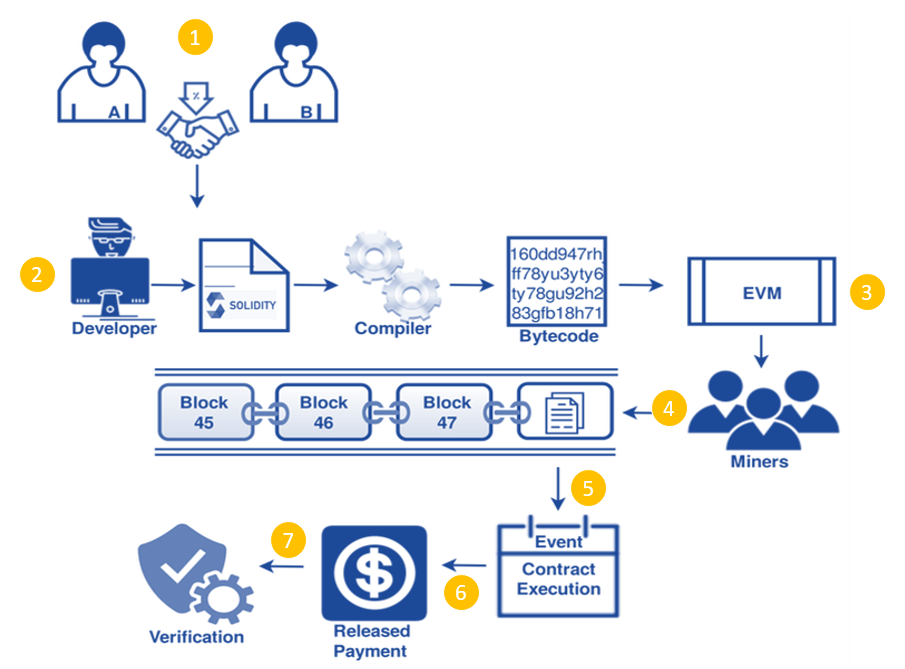 1
A
B
%
2
Developer
SOLIDITY
Compiler
160dd947rh
ff78yu3yty6
ty78gu92h2
83gfb18h71
Bytecode
EVM
3
Block
45
Block
46
Block
47
4
Miners
5
Event
Contract
Execution
6
Released
Payment
7
Verification